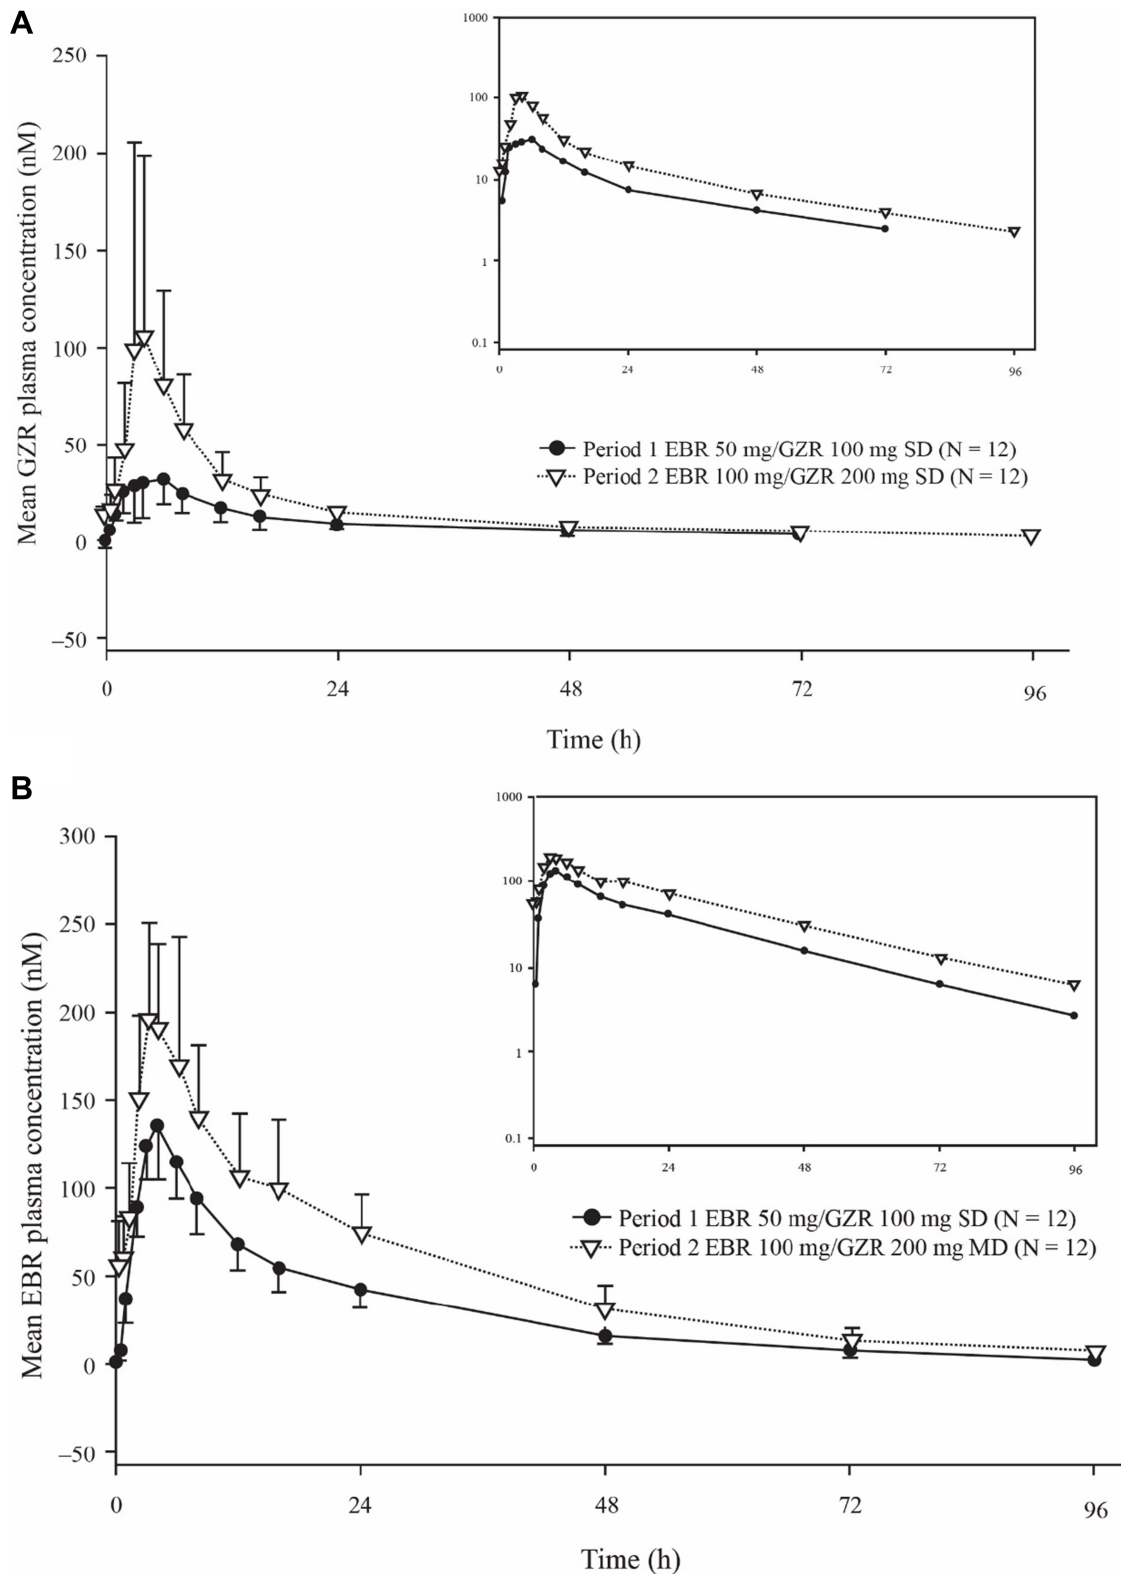 A
1000
100
10
1
0.1
0 24 48 72 96
250
200
150
100
50
0
–50
Mean GZR plasma concentration (nM)
Period 1 EBR 50 mg/GZR 100 mg SD (N = 12)
Period 2 EBR 100 mg/GZR 200 mg SD (N = 12)
0 24 48 72 96
Time (h)
B
1000
100
10
1
0.1
0 24 48 72 96
300
250
200
150
100
50
0
–50
Mean EBR plasma concentration (nM)
Period 1 EBR 50 mg/GZR 100 mg SD (N = 12)
Period 2 EBR 100 mg/GZR 200 mg MD (N = 12)
0 24 48 72 96
Time (h)